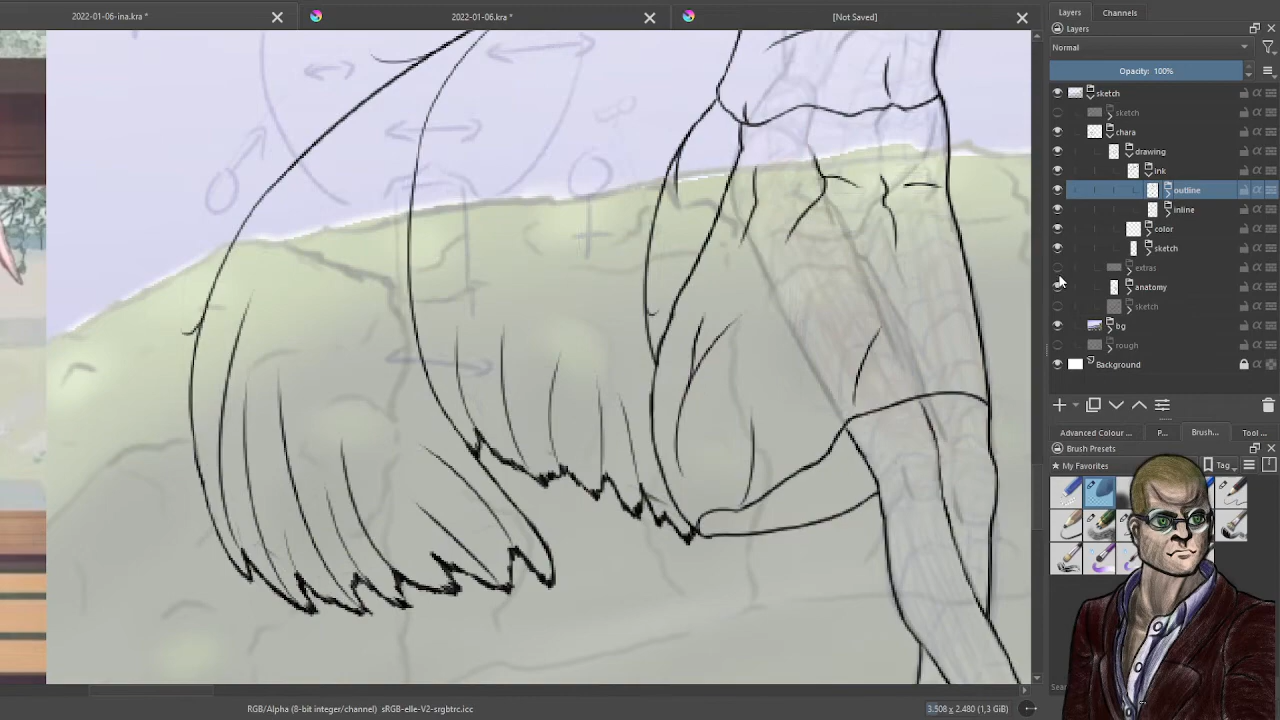 2022-01-06-ina.kra *
2022-01-06.kra *
[Not Saved]
Layers
Channels
Layers
Normal
Opacity: 100%
sketch
sketch
chara
drawing
ink
outline
inline
color
sketch
extras
anatomy
sketch
bg
rough
Background
Advanced Colour ...
P...
Brush...
Tool ...
Brush Presets
My Favorites
Tag
RGB/Alpha (8-bit integer/channel) sRGB-elle-V2-srgbtrc.icc
3.508 x 2.480 (1,3 GiB)